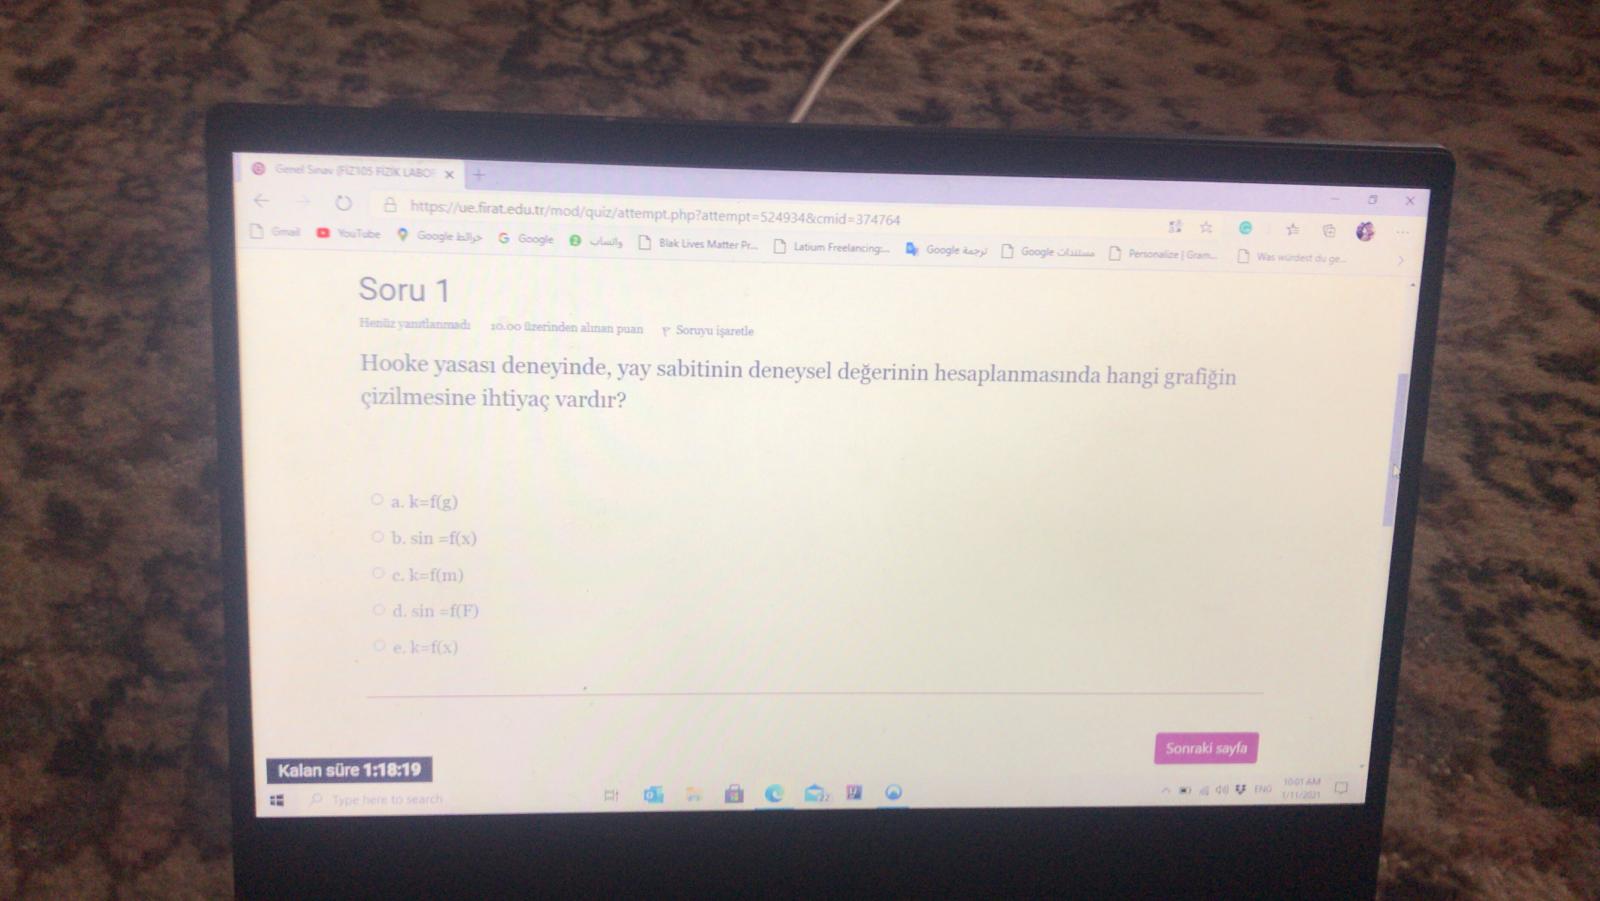 Genel Sınav (FİZ105 FİZİK LABOR
https://ue.firat.edu.tr/mod/quiz/attempt.php?attempt=524934&cmid=374764
Gmail YouTube Google خرائط Google واتساب Blak Lives Matter Pr... Latium Freelancing:... Google ترجمة Google مستندات Personalize | Gram... Was würdest du ge...
Soru 1
Henüz yanıtlanmadı 10.00 üzerinden alınan puan Soruyu işaretle
Hooke yasası deneyinde, yay sabitinin deneysel değerinin hesaplanmasında hangi grafiğin
çizilmesine ihtiyaç vardır?
a. k=f(g)
b. sin =f(x)
c. k=f(m)
d. sin =f(F)
e. k=f(x)
Sonraki sayfa
Kalan süre 1:18:19
Type here to search
22
ENG
10:01 AM
1/11/2021